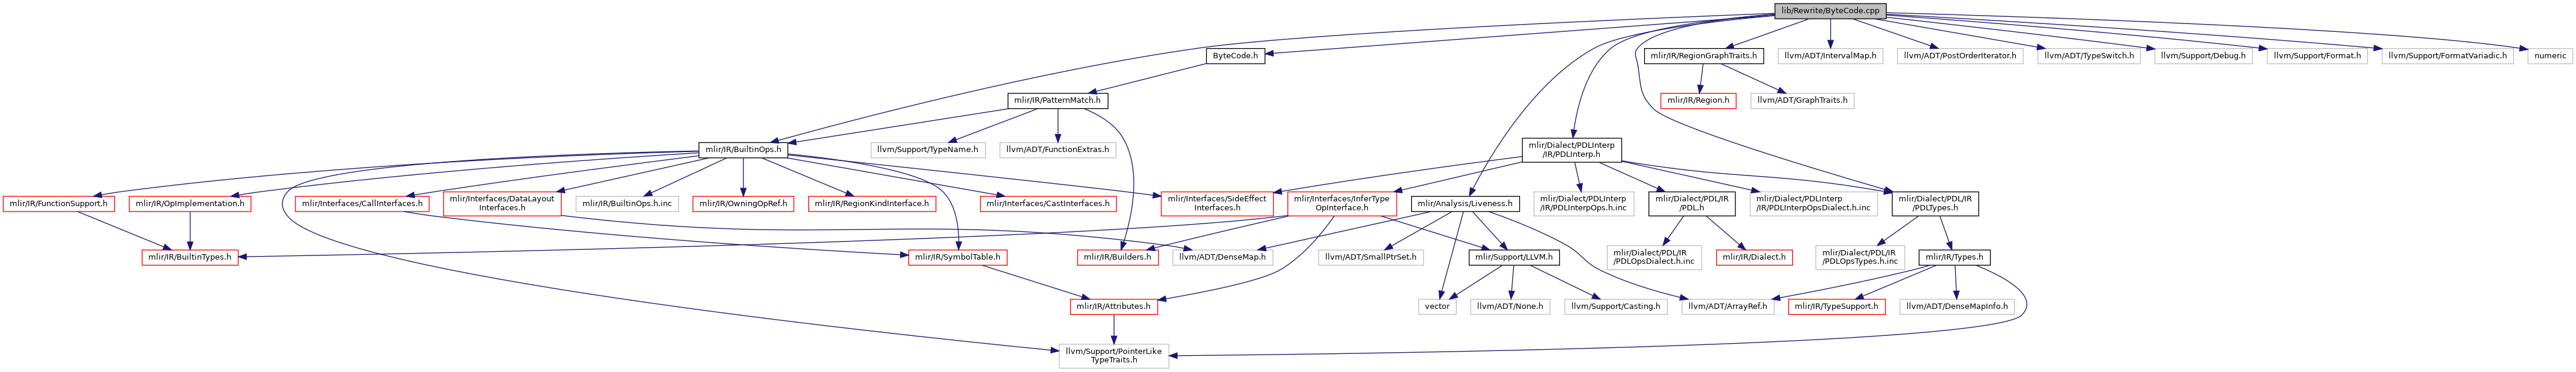 lib/Rewrite/ByteCode.cpp
ByteCode.h
mlir/IR/RegionGraphTraits.h
llvm/ADT/IntervalMap.h
llvm/ADT/PostOrderIterator.h
llvm/ADT/TypeSwitch.h
llvm/Support/Debug.h
llvm/Support/Format.h
llvm/Support/FormatVariadic.h
numeric
mlir/IR/PatternMatch.h
mlir/IR/Region.h
llvm/ADT/GraphTraits.h
mlir/IR/BuiltinOps.h
llvm/Support/TypeName.h
llvm/ADT/FunctionExtras.h
mlir/Dialect/PDLInterp
/IR/PDLInterp.h
mlir/IR/FunctionSupport.h
mlir/IR/OpImplementation.h
mlir/Interfaces/CallInterfaces.h
mlir/Interfaces/DataLayout
Interfaces.h
mlir/IR/BuiltinOps.h.inc
mlir/IR/OwningOpRef.h
mlir/IR/RegionKindInterface.h
mlir/Interfaces/CastInterfaces.h
mlir/Interfaces/SideEffect
Interfaces.h
mlir/Interfaces/InferType
OpInterface.h
mlir/Analysis/Liveness.h
mlir/Dialect/PDLInterp
/IR/PDLInterpOps.h.inc
mlir/Dialect/PDL/IR
/PDL.h
mlir/Dialect/PDLInterp
/IR/PDLInterpOpsDialect.h.inc
mlir/Dialect/PDL/IR
/PDLTypes.h
mlir/IR/BuiltinTypes.h
mlir/IR/SymbolTable.h
mlir/IR/Builders.h
llvm/ADT/DenseMap.h
llvm/ADT/SmallPtrSet.h
mlir/Support/LLVM.h
mlir/Dialect/PDL/IR
/PDLOpsDialect.h.inc
mlir/IR/Dialect.h
mlir/Dialect/PDL/IR
/PDLOpsTypes.h.inc
mlir/IR/Types.h
mlir/IR/Attributes.h
vector
llvm/ADT/None.h
llvm/Support/Casting.h
llvm/ADT/ArrayRef.h
mlir/IR/TypeSupport.h
llvm/ADT/DenseMapInfo.h
llvm/Support/PointerLike
TypeTraits.h